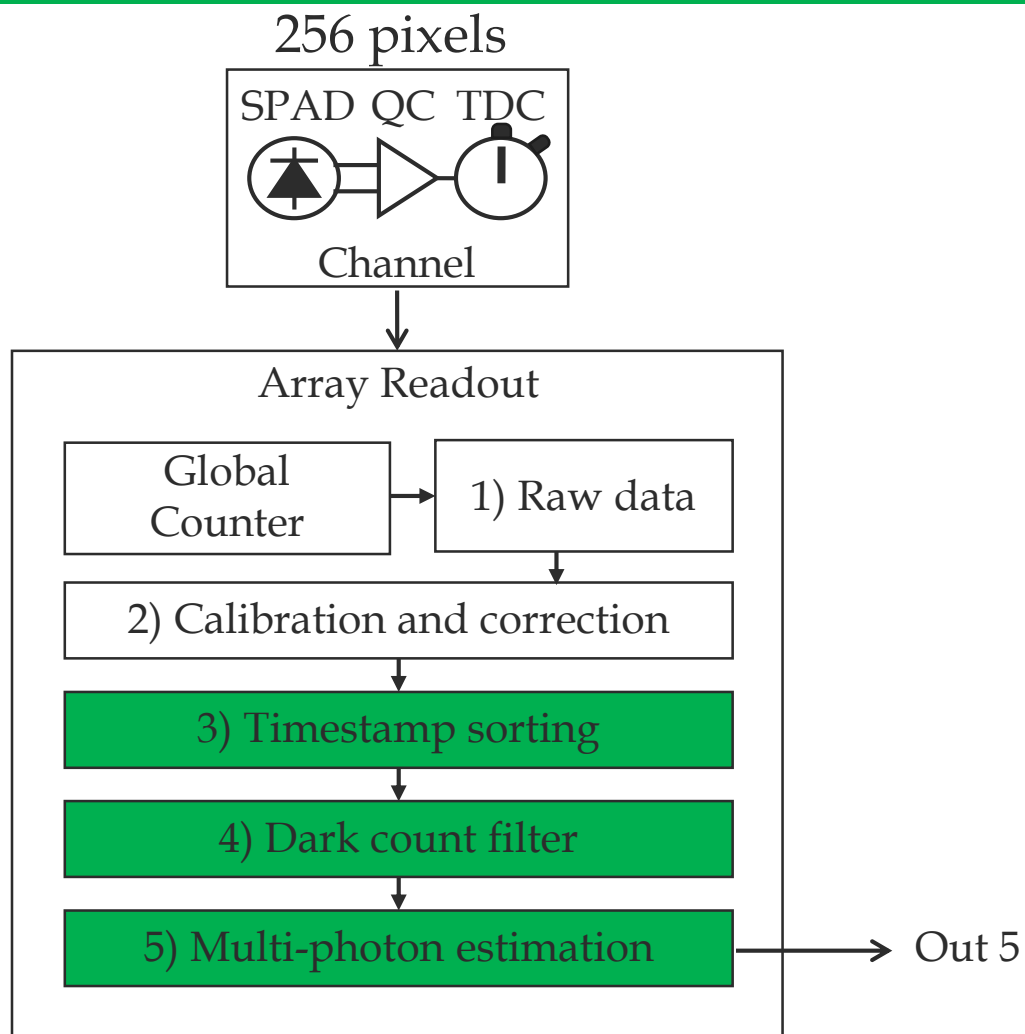 256 pixels
SPAD QC TDC
Channel
Array Readout
Global
Counter
1) Raw data
2) Calibration and correction
3) Timestamp sorting
4) Dark count filter
5) Multi-photon estimation
Out 5